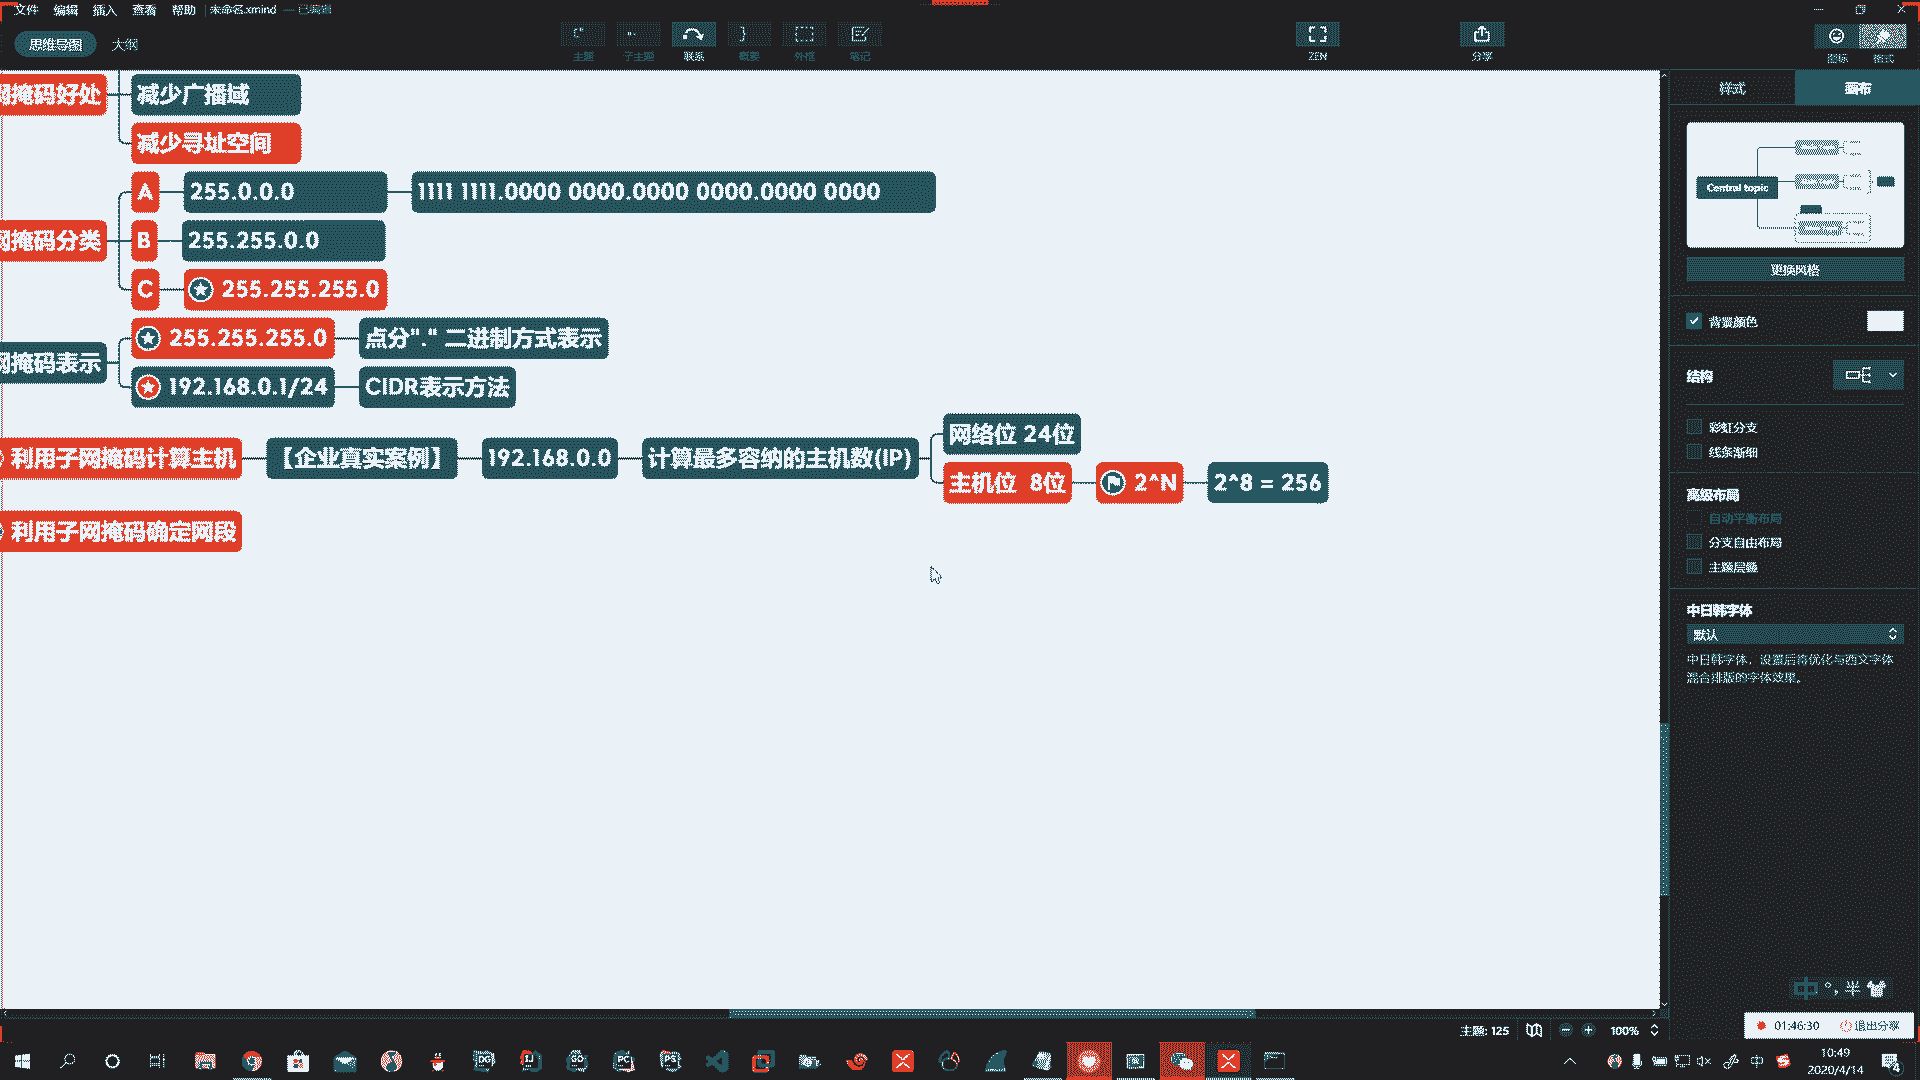 文件 编辑 插入 查看 帮助 未命名.xmind — 已编辑
思维导图 大纲
主题 子主题 联系 概要 外框 笔记 ZEN 分享 图标 格式
样式 画布
网掩码好处
减少广播域
减少寻址空间
网掩码分类
A 255.0.0.0 1111 1111.0000 0000.0000 0000.0000 0000
B 255.255.0.0
C 255.255.255.0
网掩码表示
255.255.255.0 点分"." 二进制方式表示
192.168.0.1/24 CIDR表示方法
利用子网掩码计算主机 【企业真实案例】 192.168.0.0 计算最多容纳的主机数(IP)
网络位 24位
主机位 8位 2^N 2^8 = 256
利用子网掩码确定网段
Central topic
更换风格
背景颜色
结构
彩虹分支
线条渐细
高级布局
自动平衡布局
分支自由布局
主题层叠
中日韩字体
默认
中日韩字体，设置后将优化与西文字体
混合排版的字体效果。
中 °, 半
主题: 125 100%
01:46:30 退出分享
DG IJ GO PC PS
中
10:49
2020/4/14
4